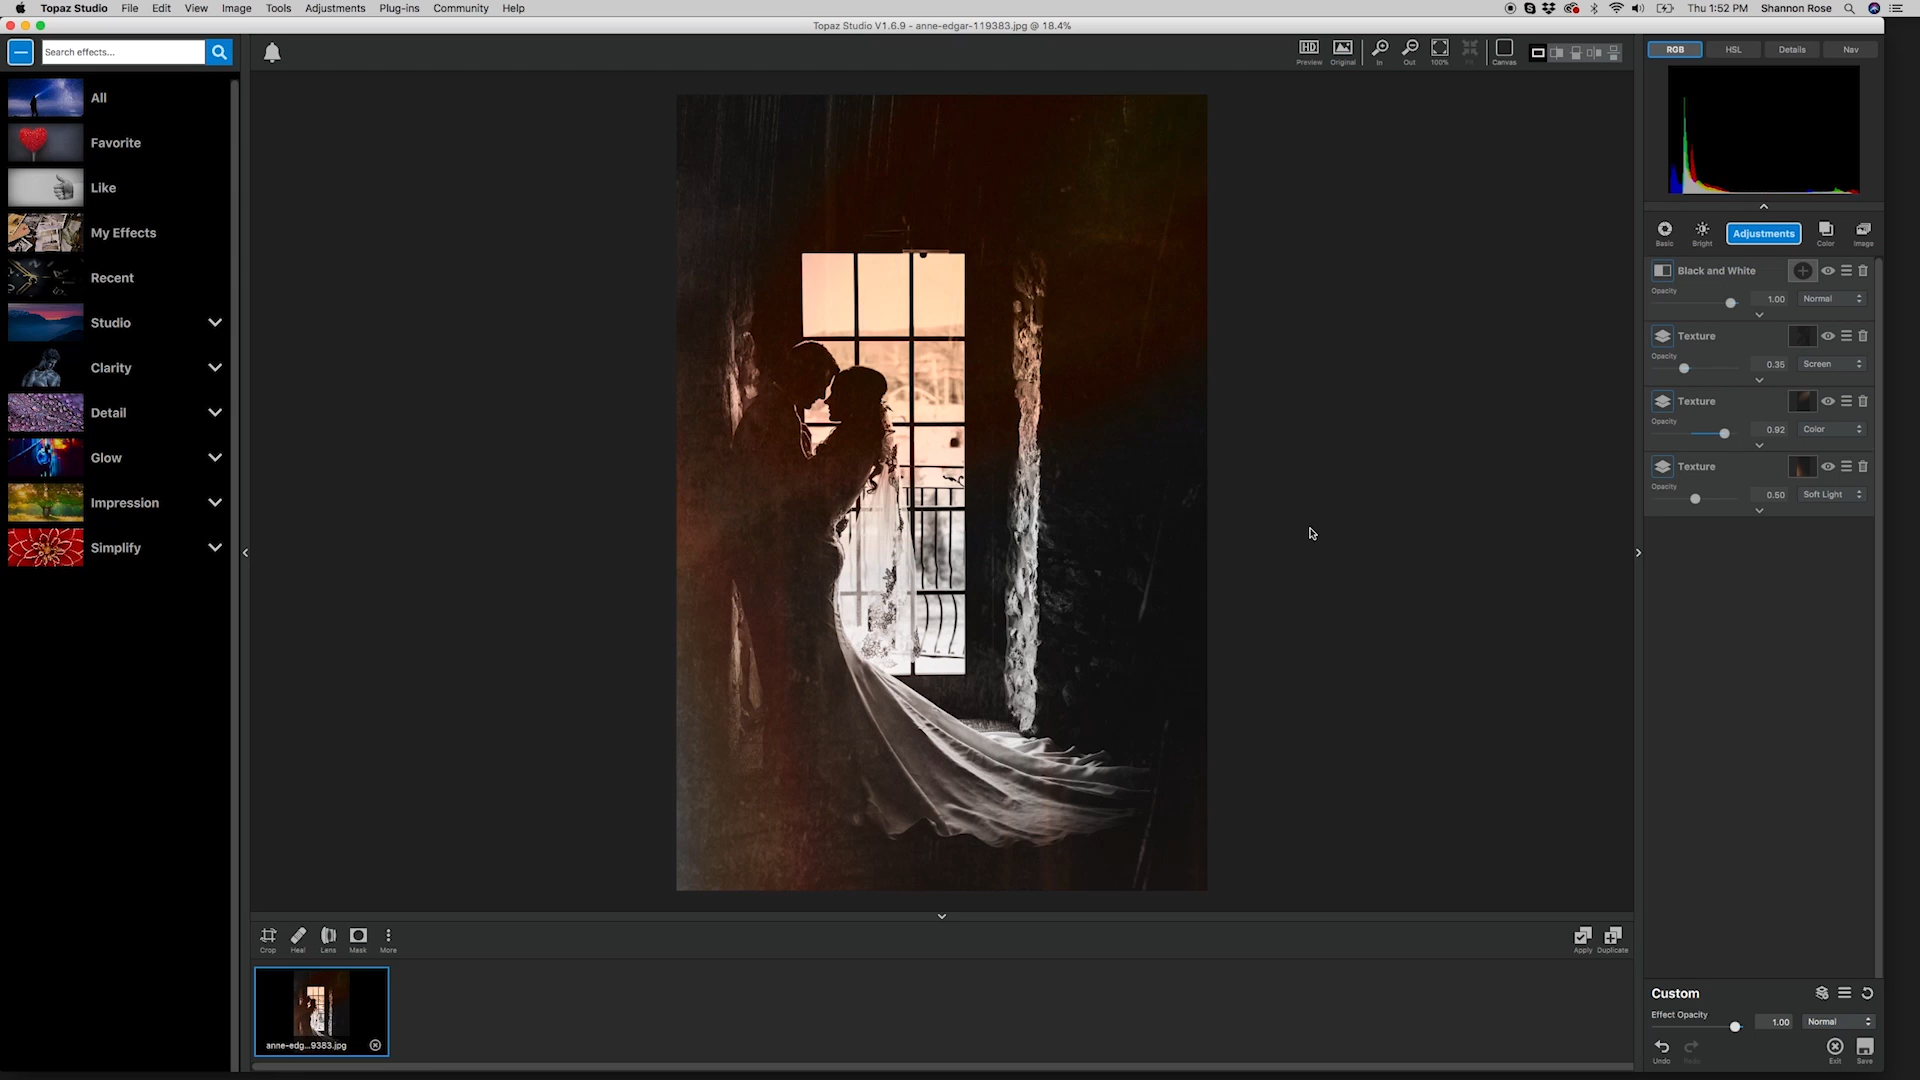 Topaz Studio File Edit View Image Tools Adjustments Plug-ins Community Help Thu 1:52 PM Shannon Rose
Topaz Studio V1.6.9 - anne-edgar-119383.jpg @ 18.4%
Search effects...
All
Favorite
Like
My Effects
Recent
Studio
Clarity
Detail
Glow
Impression
Simplify
HD
Preview Original In Out 100% Fit Canvas
RGB HSL Details Nav
Basic Bright Adjustments Color Image
Black and White
Opacity
1.00 Normal
Texture
Opacity
0.35 Screen
Texture
Opacity
0.92 Color
Texture
Opacity
0.50 Soft Light
Crop Heal Lens Mask More Apply Duplicate
anne-edg...9383.jpg
Custom
Effect Opacity
1.00 Normal
Undo Redo Exit Save